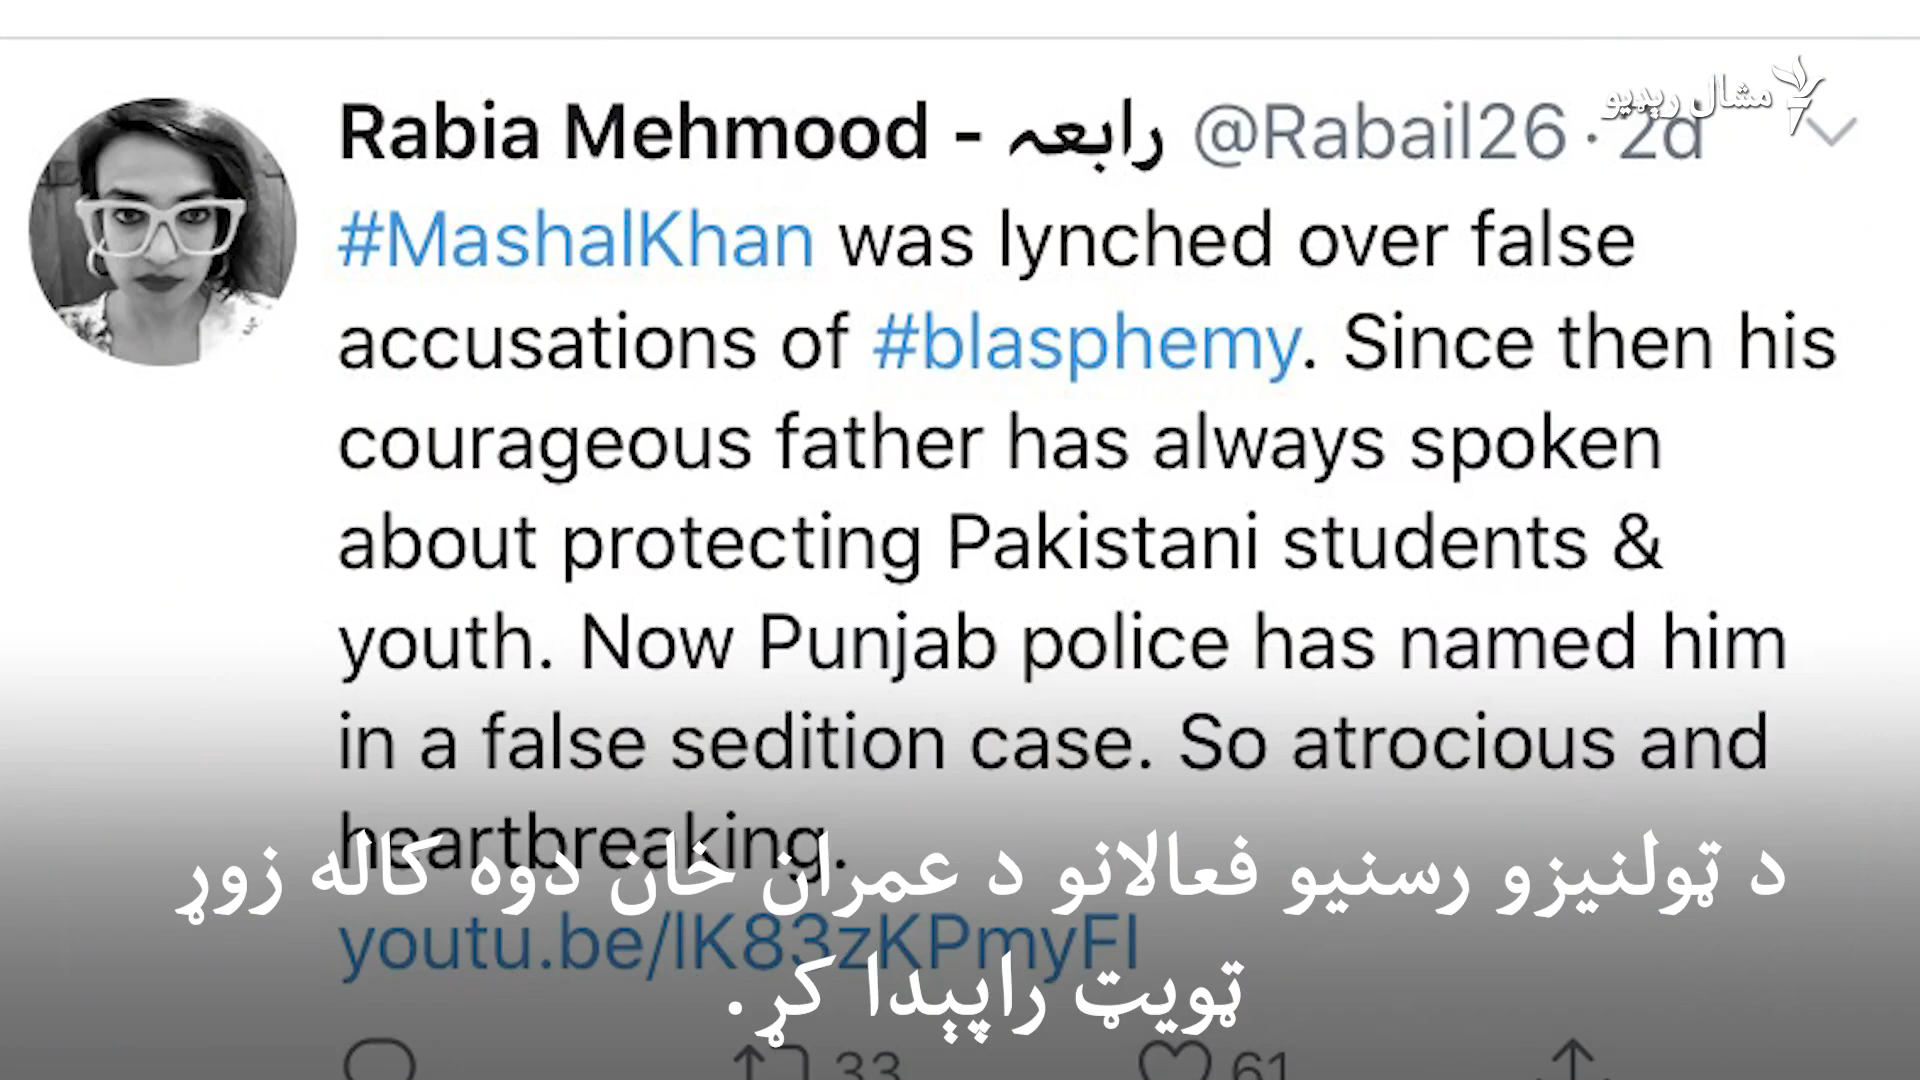 مشال ریډیو
Rabia Mehmood - رابعہ @Rabail26 · 2d
#MashalKhan was lynched over false
accusations of #blasphemy. Since then his
courageous father has always spoken
about protecting Pakistani students &
youth. Now Punjab police has named him
in a false sedition case. So atrocious and
heartbreaking.
د ټولنیزو رسنیو فعالانو د عمران خان دوه کاله زوړ
youtu.be/lK83zKPmyFI
ټویټ راپېدا کړ.
33 61